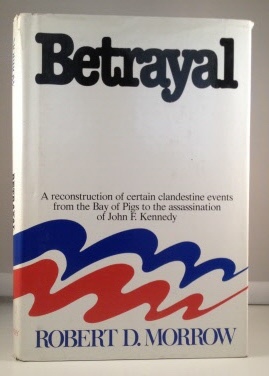 Betrayal
A reconstruction of certain clandestine events
from the Bay of Pigs to the assassination
of John F. Kennedy
ROBERT D. MORROW